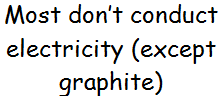 Most don't conduct
electricity (except
graphite)